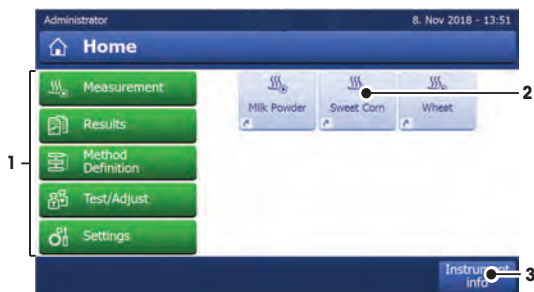 Administrator
8. Nov 2018 - 13:51
Home
Measurement
Results
Method
Definition
Test/Adjust
Settings
Milk Powder
Sweet Corn
Wheat
Instrument
info
1
2
3